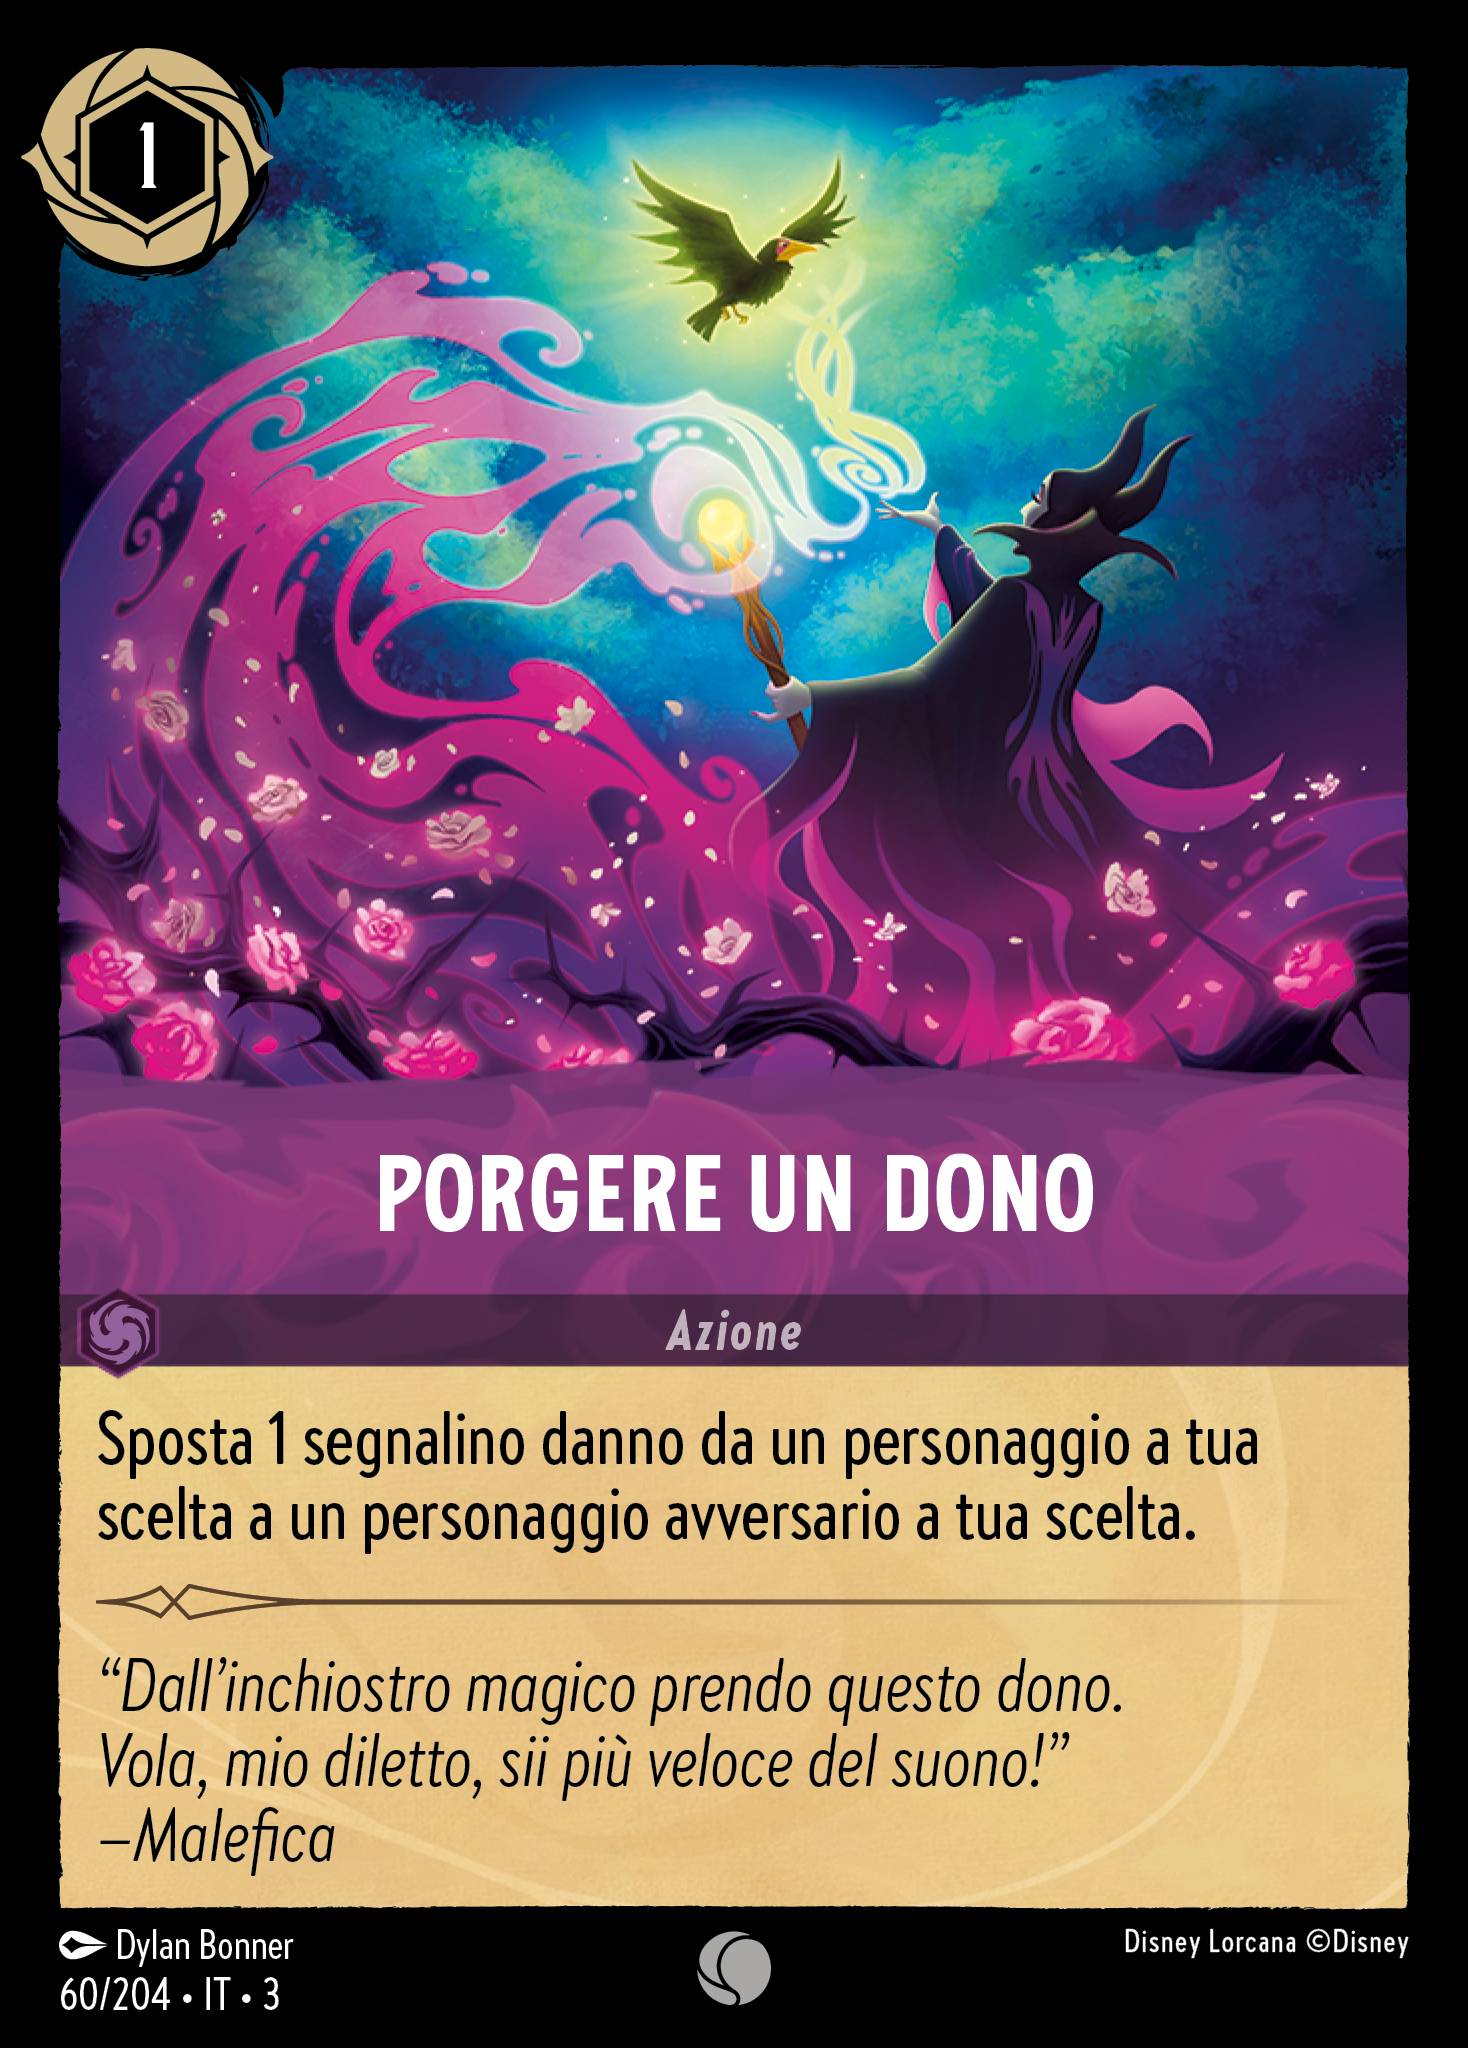 1
PORGERE UN DONO
Azione
Sposta 1 segnalino danno da un personaggio a tua
scelta a un personaggio avversario a tua scelta.
“Dall’inchiostro magico prendo questo dono.
Vola, mio diletto, sii più veloce del suono!”
–Malefica
Dylan Bonner
Disney Lorcana ©Disney
60/204 • IT • 3